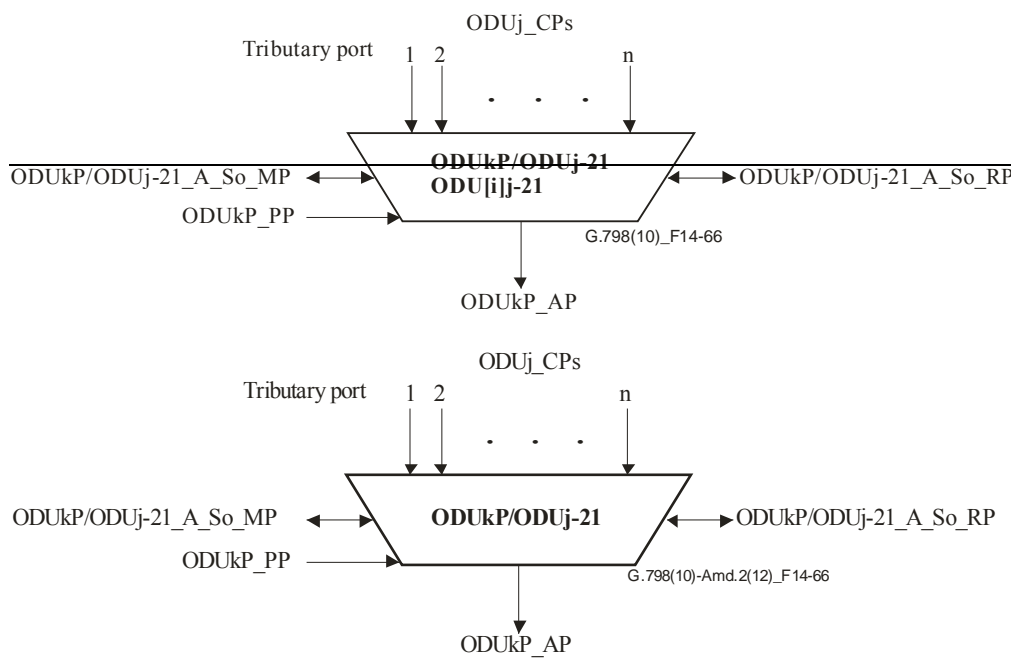 ODUj_CPs
Tributary port 1 2 n
. . .
ODUkP/ODUj-21
ODUkP/ODUj-21_A_So_MP ODU[i]j-21 ODUkP/ODUj-21_A_So_RP
ODUkP_PP
G.798(10)_F14-66
ODUkP_AP
ODUj_CPs
Tributary port 1 2 n
. . .
ODUkP/ODUj-21_A_So_MP ODUkP/ODUj-21 ODUkP/ODUj-21_A_So_RP
ODUkP_PP
G.798(10)-Amd.2(12)_F14-66
ODUkP_AP